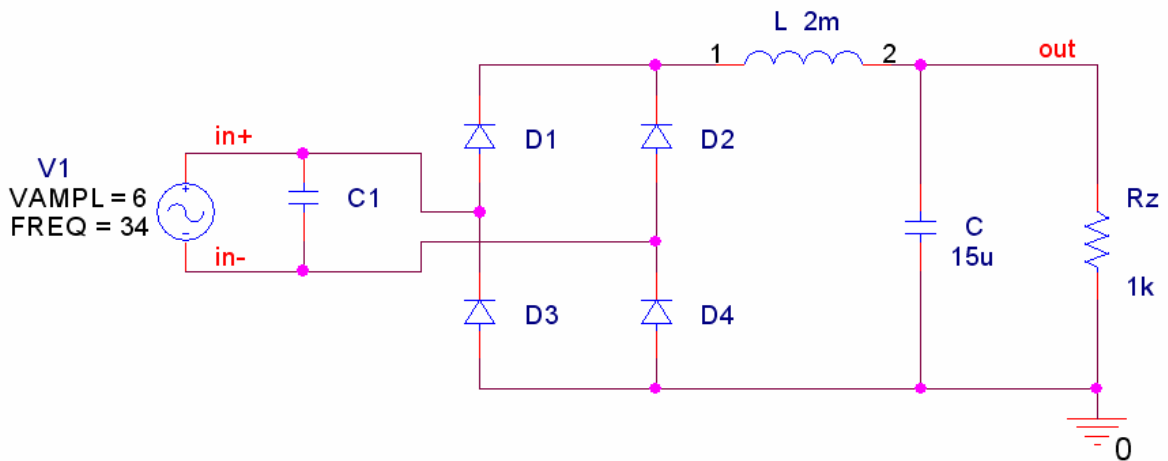 L 2m
1
2
out
D1
D2
in+
V1
VAMPL = 6
FREQ = 34
C1
Rz
C
15u
in-
1k
D3
D4
0